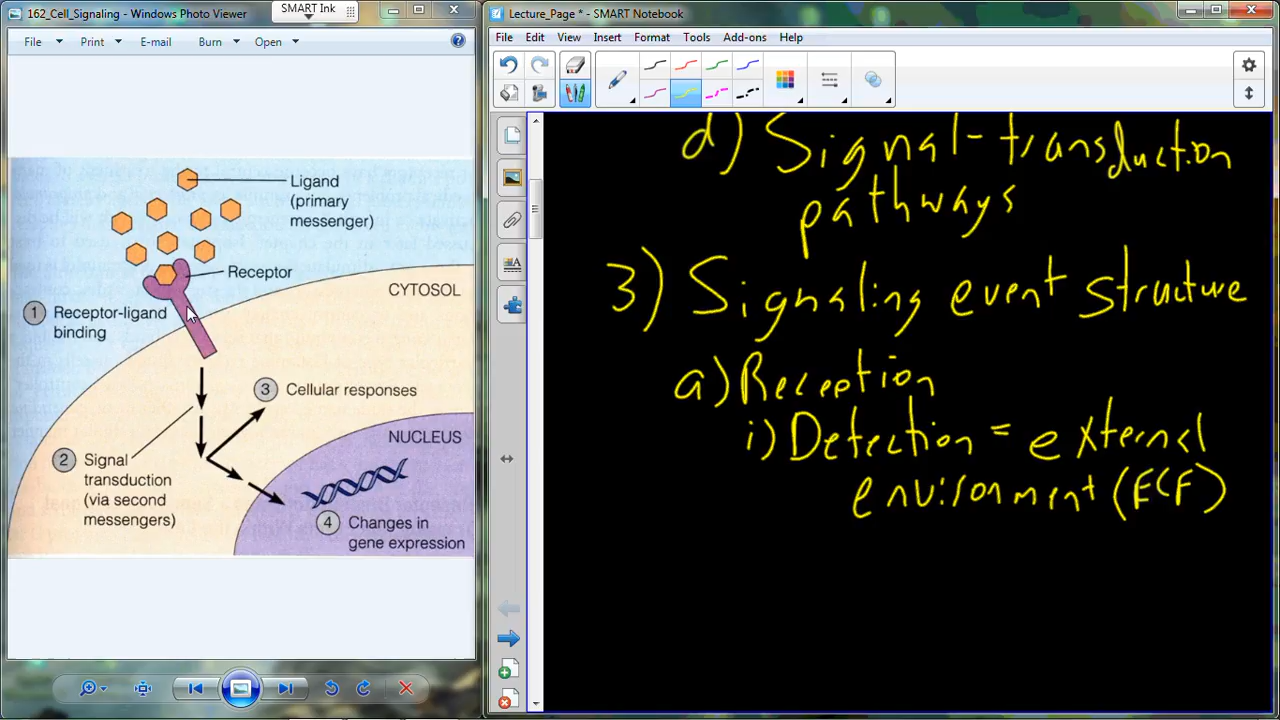 162_Cell_Signaling - Windows Photo Viewer
SMART Ink
File Print E-mail Burn Open
Ligand
(primary
messenger)
Receptor
CYTOSOL
1 Receptor-ligand
binding
3 Cellular responses
NUCLEUS
2 Signal
transduction
(via second
messengers)
4 Changes in
gene expression
Lecture_Page * - SMART Notebook
File Edit View Insert Format Tools Add-ons Help
d) Signal-transduction
pathways
3) Signaling event structure
a) Reception
i) Detection = external
environment (ECF)